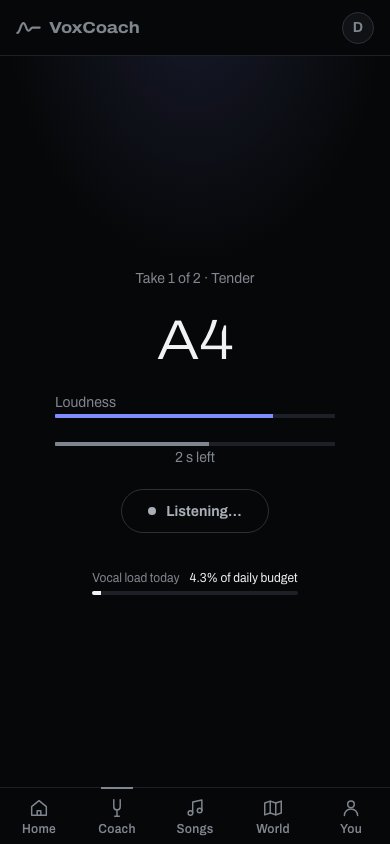 VoxCoach
D
Take 1 of 2 · Tender
A4
Loudness
2 s left
Listening...
Vocal load today 4.3% of daily budget
Home Coach Songs World You